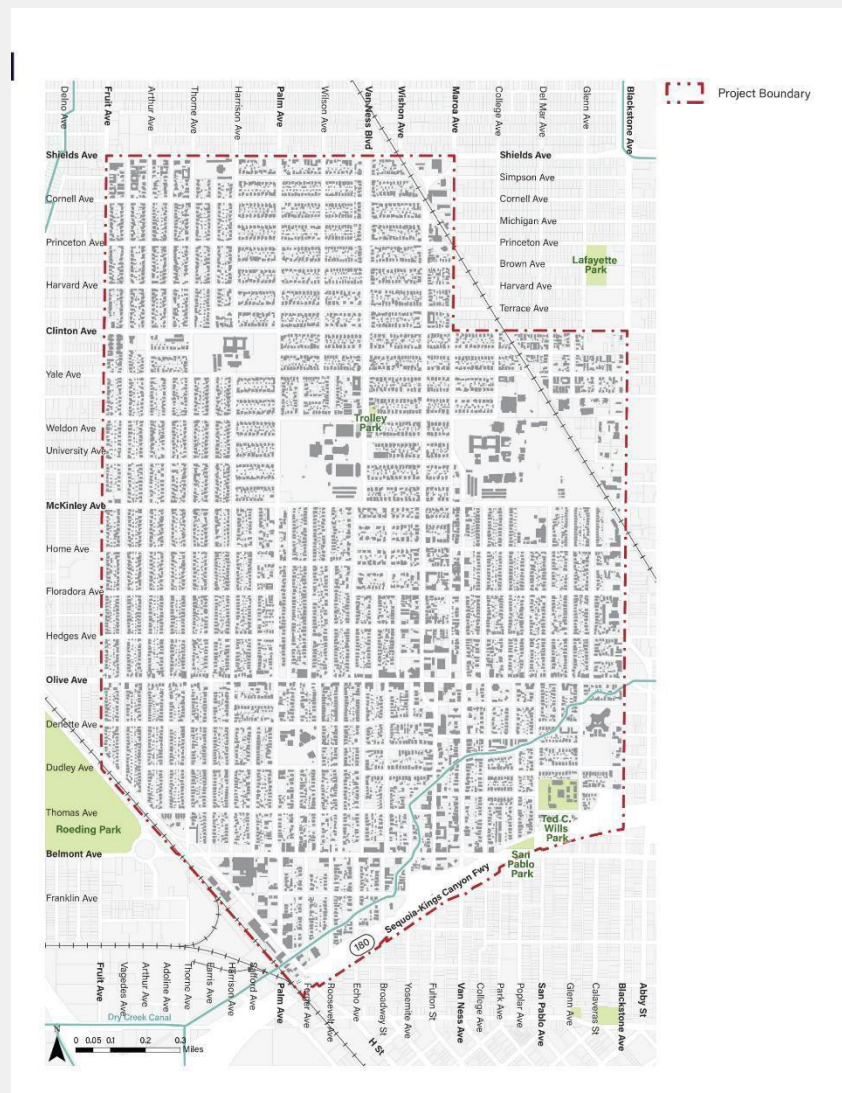 Delno Ave
Fruit Ave
Arthur Ave
Thorne Ave
Harrison Ave
Palm Ave
Wilson Ave
Van Ness Blvd
Wishon Ave
Maroa Ave
College Ave
Del Mar Ave
Glenn Ave
Blackstone Ave
Project Boundary
Shields Ave
Cornell Ave
Princeton Ave
Harvard Ave
Clinton Ave
Yale Ave
Weldon Ave
University Ave
McKinley Ave
Home Ave
Floradora Ave
Hedges Ave
Olive Ave
Dennett Ave
Dudley Ave
Thomas Ave
Roeding Park
Belmont Ave
Franklin Ave
Shields Ave
Simpson Ave
Cornell Ave
Michigan Ave
Princeton Ave
Brown Ave
Harvard Ave
Terrace Ave
Lafayette
Park
Trolley
Park
Ted C.
Wills
Park
San
Pablo
Park
Sequoia-Kings Canyon Fwy
180
Fruit Ave
Vagedes Ave
Arthur Ave
Adoline Ave
Thorne Ave
Farris Ave
Harrison Ave
Safford Ave
Palm Ave
Ferger Ave
Roosevelt Ave
Echo Ave
Broadway St
Yosemite Ave
Fulton St
Van Ness Ave
College Ave
Park Ave
Poplar Ave
San Pablo Ave
Glenn Ave
Calaveras St
Blackstone Ave
Abby St
H St
Dry Creek Canal
N
0 0.05 0.1 0.2 0.3
Miles